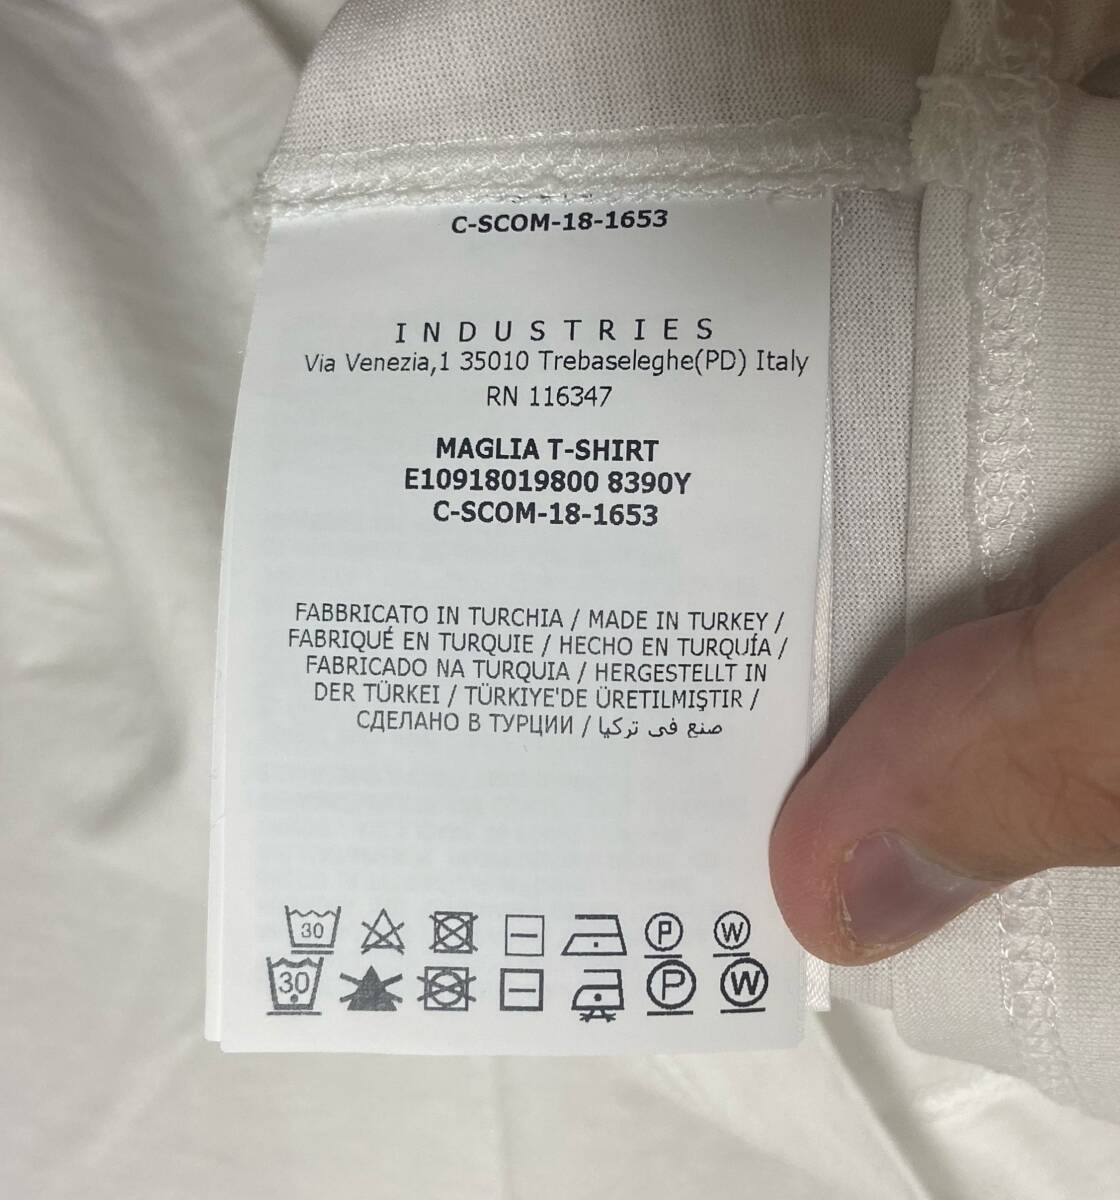 C-SCOM-18-1653
INDUSTRIES
Via Venezia,1 35010 Trebaseleghe(PD) Italy
RN 116347
MAGLIA T-SHIRT
E10918019800 8390Y
C-SCOM-18-1653
FABBRICATO IN TURCHIA / MADE IN TURKEY /
FABRIQUÉ EN TURQUIE / HECHO EN TURQUÍA /
FABRICADO NA TURQUIA / HERGESTELLT IN
DER TÜRKEI / TÜRKIYE'DE ÜRETILMIŞTIR /
СДЕЛАНО В ТУРЦИИ / صنع في تركيا
30 P W
30 P W